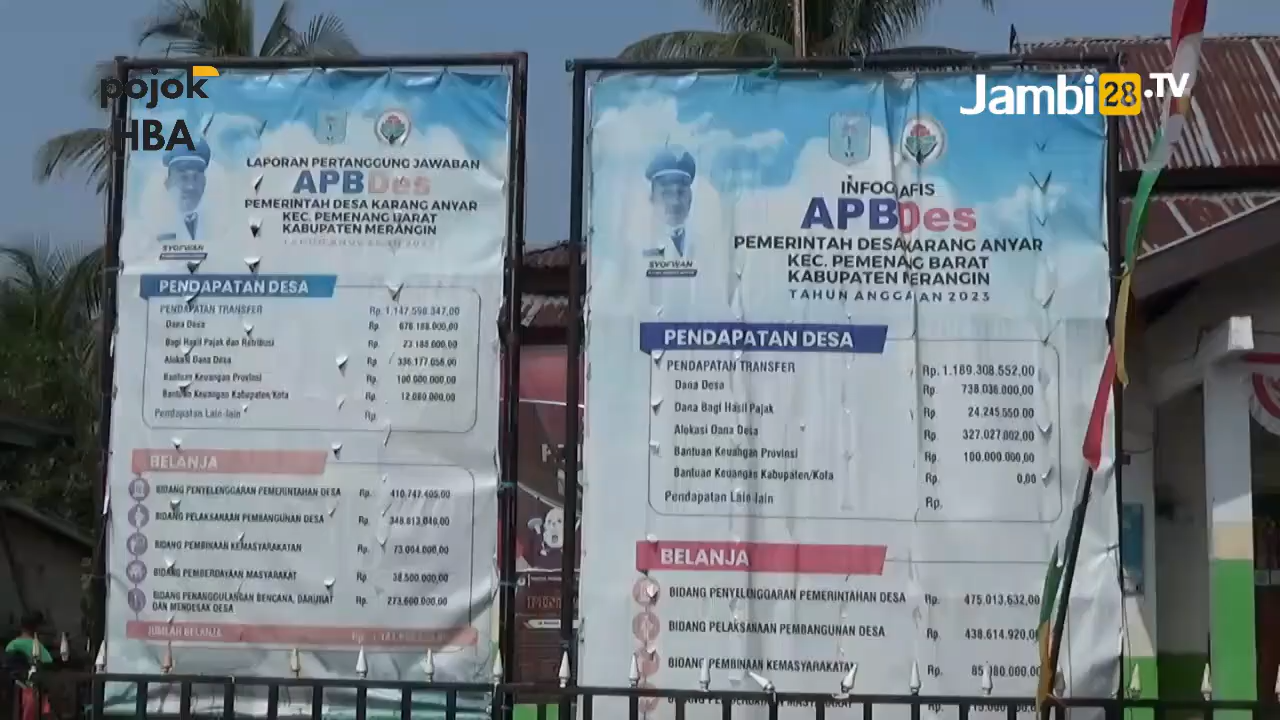 pojok
HBA
Jambi 28 .TV
LAPORAN PERTANGGUNG JAWABAN
APBDes
PEMERINTAH DESA KARANG ANYAR
KEC. PEMENANG BARAT
KABUPATEN MERANGIN
SYOFWAN
PENDAPATAN DESA
PENDAPATAN TRANSFER Rp. 1.147.598.347,00
Dana Desa Rp. 676.188.000,00
Bagi Hasil Pajak dan Retribusi Rp. 23.188.000,00
Alokasi Dana Desa Rp. 336.177.056,00
Bantuan Keuangan Provinsi Rp. 100.000.000,00
Bantuan Keuangan Kabupaten/Kota Rp. 12.080.000,00
Pendapatan Lain-lain Rp.
BELANJA
BIDANG PENYELENGGARAN PEMERINTAHAN DESA Rp. 410.747.405,00
BIDANG PELAKSANAAN PEMBANGUNAN DESA Rp. 348.813.040,00
BIDANG PEMBINAAN KEMASYARAKATAN Rp. 73.004.000,00
BIDANG PEMBERDAYAAN MASYARAKAT Rp. 38.500.000,00
BIDANG PENANGGULANGAN BENCANA, DARURAT
DAN MENDESAK DESA Rp. 273.600.000,00
JUMLAH BELANJA Rp.
INFOGRAFIS
APBDes
PEMERINTAH DESA KARANG ANYAR
KEC. PEMENANG BARAT
KABUPATEN MERANGIN
TAHUN ANGGARAN 2023
SYOFWAN
PENDAPATAN DESA
PENDAPATAN TRANSFER Rp. 1.189.308.552,00
Dana Desa Rp. 738.036.000,00
Dana Bagi Hasil Pajak Rp. 24.245.550,00
Alokasi Dana Desa Rp. 327.027.002,00
Bantuan Keuangan Provinsi Rp. 100.000.000,00
Bantuan Keuangan Kabupaten/Kota Rp. 0,00
Pendapatan Lain-lain Rp.
BELANJA
BIDANG PENYELENGGARAN PEMERINTAHAN DESA Rp. 475.013.632,00
BIDANG PELAKSANAAN PEMBANGUNAN DESA Rp. 438.614.920,00
BIDANG PEMBINAAN KEMASYARAKATAN Rp.